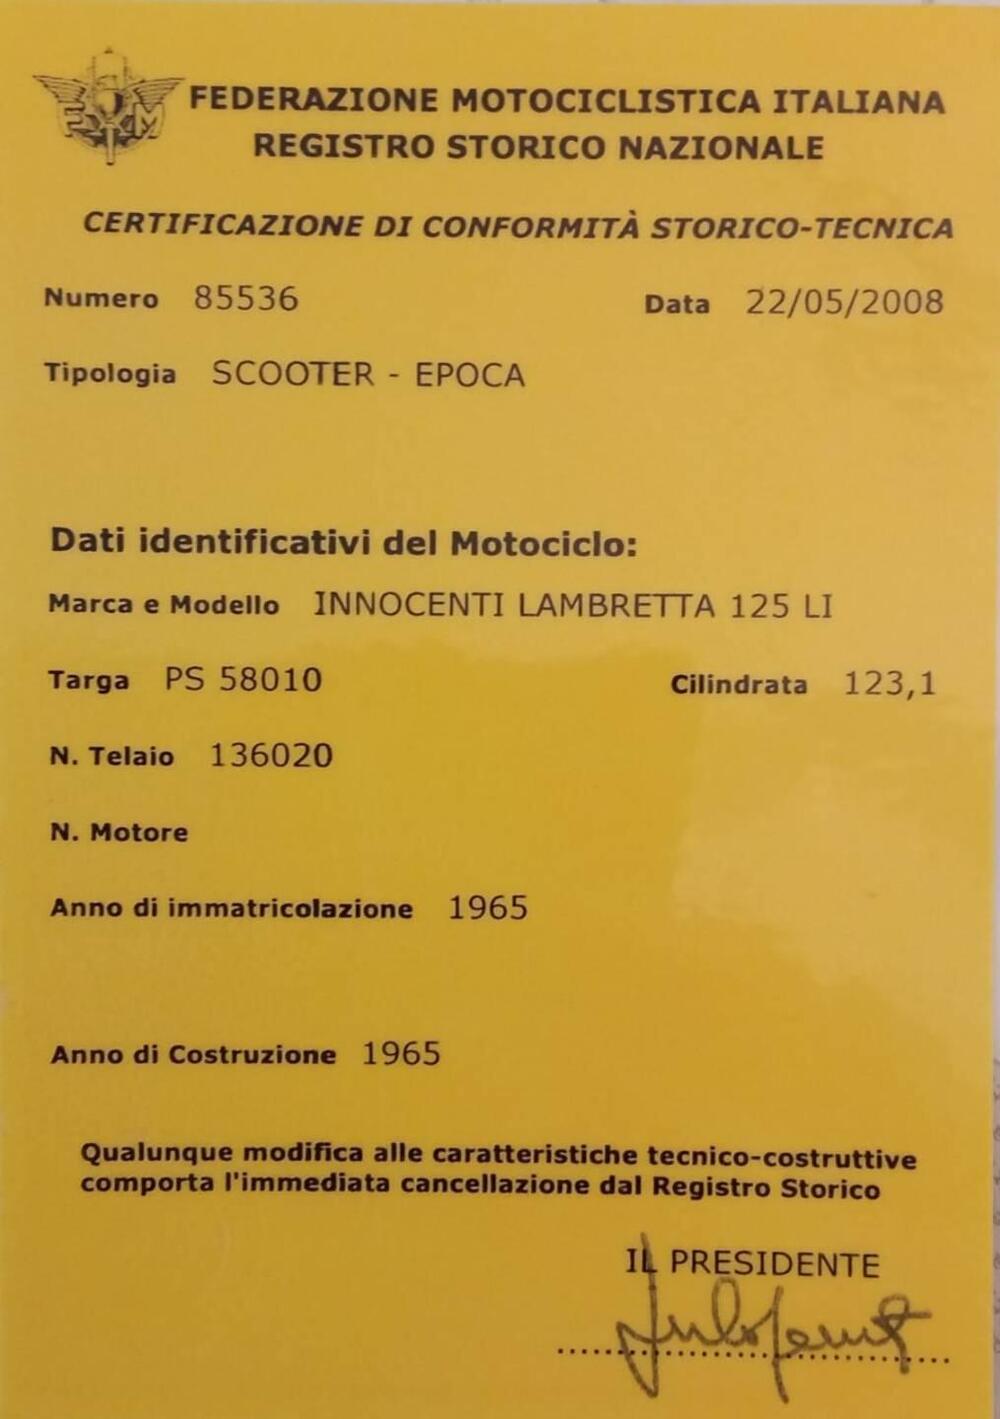 FEDERAZIONE MOTOCICLISTICA ITALIANA
REGISTRO STORICO NAZIONALE
CERTIFICAZIONE DI CONFORMITÀ STORICO-TECNICA
Numero 85536 Data 22/05/2008
Tipologia SCOOTER - EPOCA
Dati identificativi del Motociclo:
Marca e Modello INNOCENTI LAMBRETTA 125 LI
Targa PS 58010 Cilindrata 123,1
N. Telaio 136020
N. Motore
Anno di immatricolazione 1965
Anno di Costruzione 1965
Qualunque modifica alle caratteristiche tecnico-costruttive
comporta l'immediata cancellazione dal Registro Storico
IL PRESIDENTE